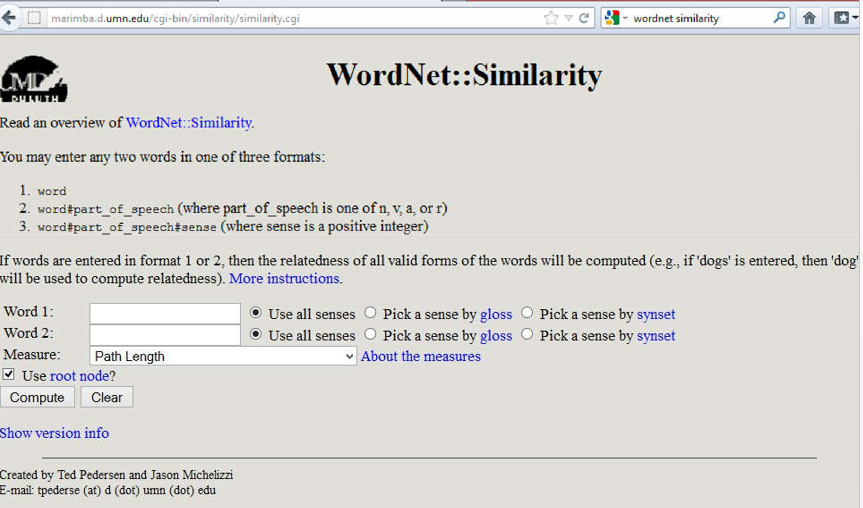 marimba.d.umn.edu/cgi-bin/similarity/similarity.cgi
wordnet similarity
WordNet::Similarity
DULUTH
Read an overview of WordNet::Similarity.
You may enter any two words in one of three formats:
1. word
2. word#part_of_speech (where part_of_speech is one of n, v, a, or r)
3. word#part_of_speech#sense (where sense is a positive integer)
If words are entered in format 1 or 2, then the relatedness of all valid forms of the words will be computed (e.g., if 'dogs' is entered, then 'dog'
will be used to compute relatedness). More instructions.
Word 1: Use all senses Pick a sense by gloss Pick a sense by synset
Word 2: Use all senses Pick a sense by gloss Pick a sense by synset
Measure: Path Length About the measures
Use root node?
Compute Clear
Show version info
Created by Ted Pedersen and Jason Michelizzi
E-mail: tpederse (at) d (dot) umn (dot) edu